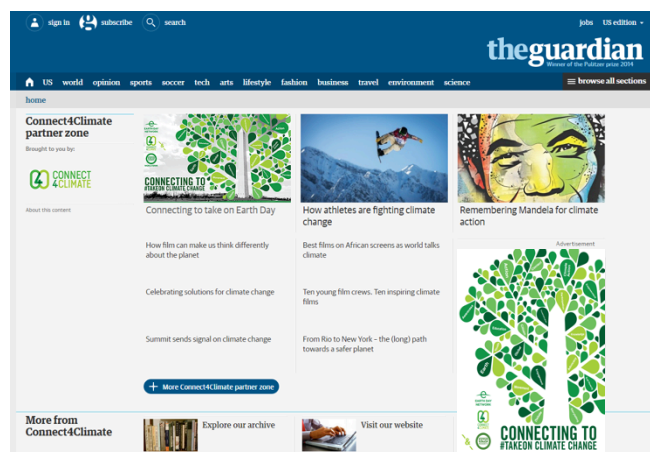 sign in
subscribe
search
jobs
US edition
theguardian
Winner of the Pulitzer prize 2014
US world opinion sports soccer tech arts lifestyle fashion business travel environment science
browse all sections
home
Connect4Climate
partner zone
Brought to you by:
CONNECT
4CLIMATE
About this content
CONNECTING TO
#TAKEON CLIMATE CHANGE
Connecting to take on Earth Day
How athletes are fighting climate
change
Remembering Mandela for climate
action
How film can make us think differently
about the planet
Best films on African screens as world talks
climate
Celebrating solutions for climate change
Ten young film crews. Ten inspiring climate
films
Summit sends signal on climate change
From Rio to New York – the (long) path
towards a safer planet
More Connect4Climate partner zone
Advertisement
CONNECTING TO
#TAKEON CLIMATE CHANGE
More from
Connect4Climate
Explore our archive
Visit our website